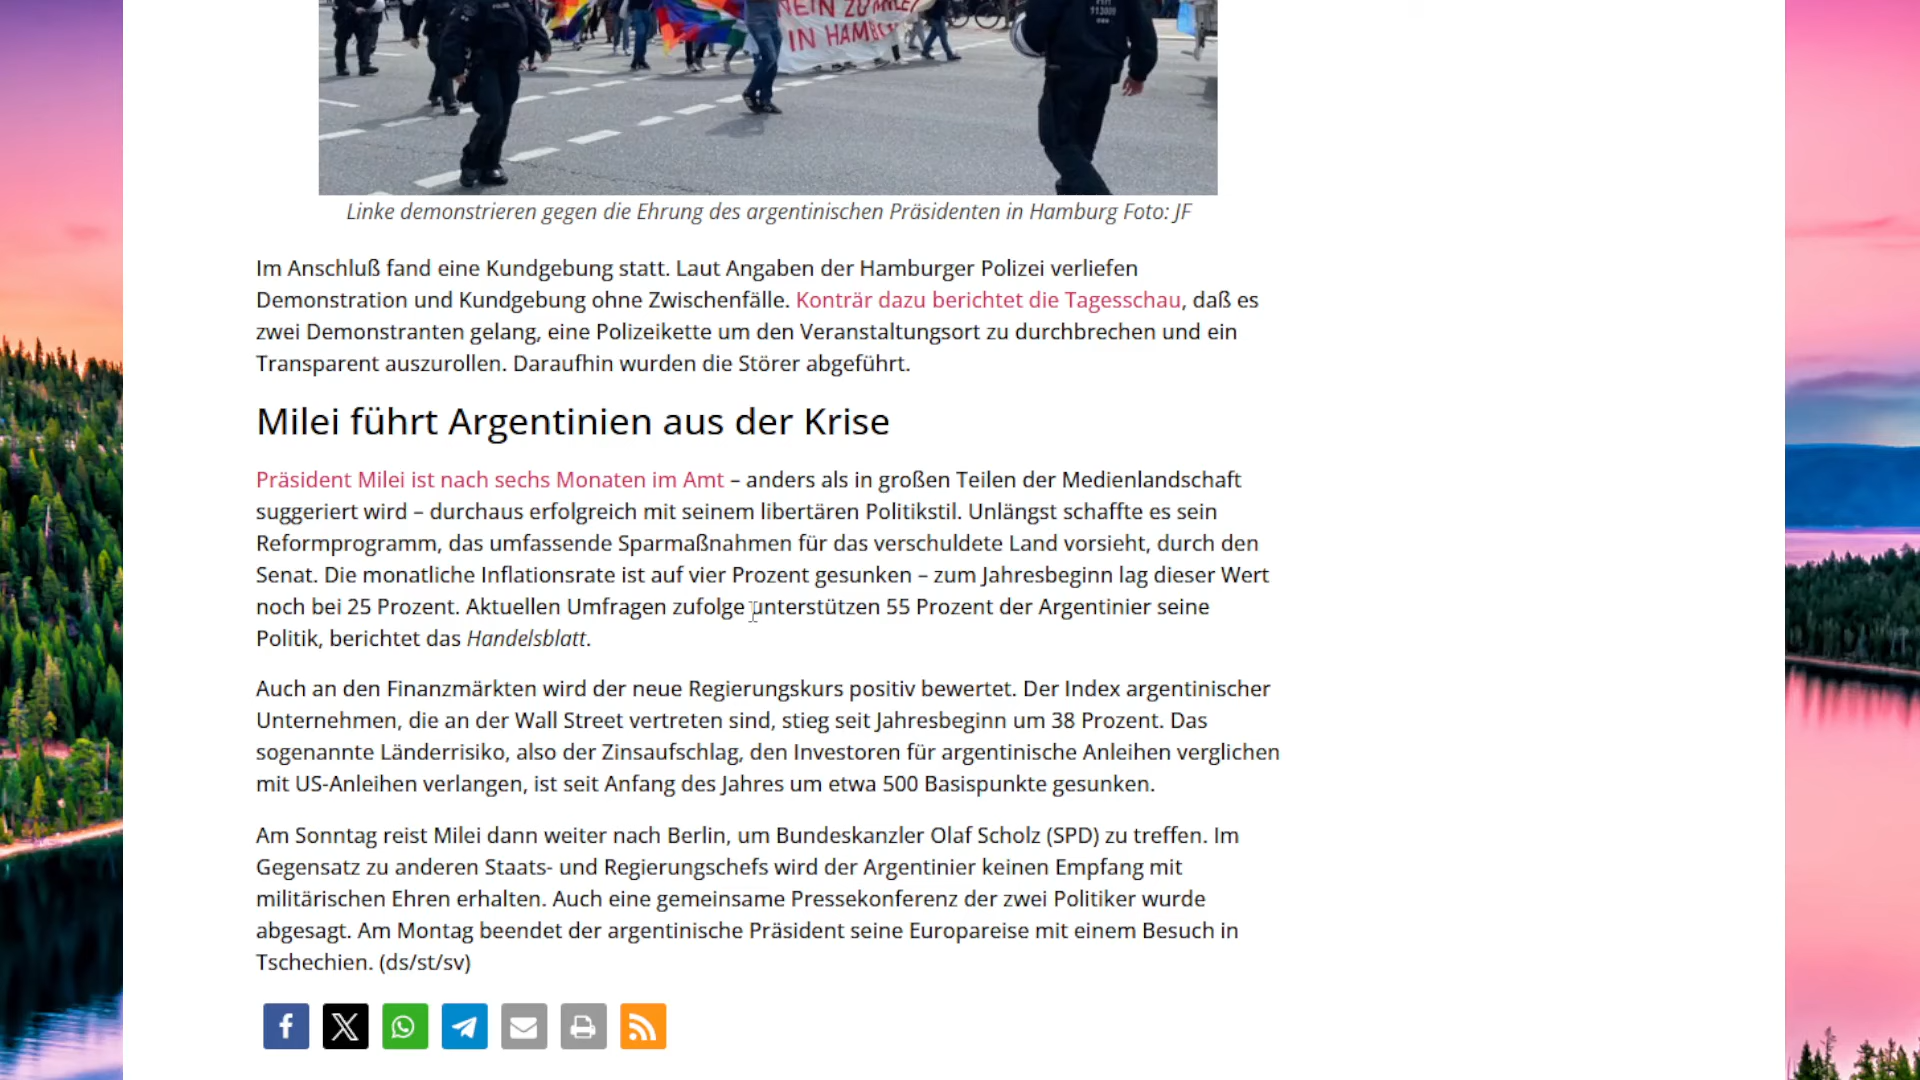 POLIZEI
NEIN ZU MILEI
IN HAMBURG
Linke demonstrieren gegen die Ehrung des argentinischen Präsidenten in Hamburg Foto: JF
Im Anschluß fand eine Kundgebung statt. Laut Angaben der Hamburger Polizei verliefen
Demonstration und Kundgebung ohne Zwischenfälle. Konträr dazu berichtet die Tagesschau, daß es
zwei Demonstranten gelang, eine Polizeikette um den Veranstaltungsort zu durchbrechen und ein
Transparent auszurollen. Daraufhin wurden die Störer abgeführt.
Milei führt Argentinien aus der Krise
Präsident Milei ist nach sechs Monaten im Amt – anders als in großen Teilen der Medienlandschaft
suggeriert wird – durchaus erfolgreich mit seinem libertären Politikstil. Unlängst schaffte es sein
Reformprogramm, das umfassende Sparmaßnahmen für das verschuldete Land vorsieht, durch den
Senat. Die monatliche Inflationsrate ist auf vier Prozent gesunken – zum Jahresbeginn lag dieser Wert
noch bei 25 Prozent. Aktuellen Umfragen zufolge unterstützen 55 Prozent der Argentinier seine
Politik, berichtet das Handelsblatt.
Auch an den Finanzmärkten wird der neue Regierungskurs positiv bewertet. Der Index argentinischer
Unternehmen, die an der Wall Street vertreten sind, stieg seit Jahresbeginn um 38 Prozent. Das
sogenannte Länderrisiko, also der Zinsaufschlag, den Investoren für argentinische Anleihen verglichen
mit US-Anleihen verlangen, ist seit Anfang des Jahres um etwa 500 Basispunkte gesunken.
Am Sonntag reist Milei dann weiter nach Berlin, um Bundeskanzler Olaf Scholz (SPD) zu treffen. Im
Gegensatz zu anderen Staats- und Regierungschefs wird der Argentinier keinen Empfang mit
militärischen Ehren erhalten. Auch eine gemeinsame Pressekonferenz der zwei Politiker wurde
abgesagt. Am Montag beendet der argentinische Präsident seine Europareise mit einem Besuch in
Tschechien. (ds/st/sv)